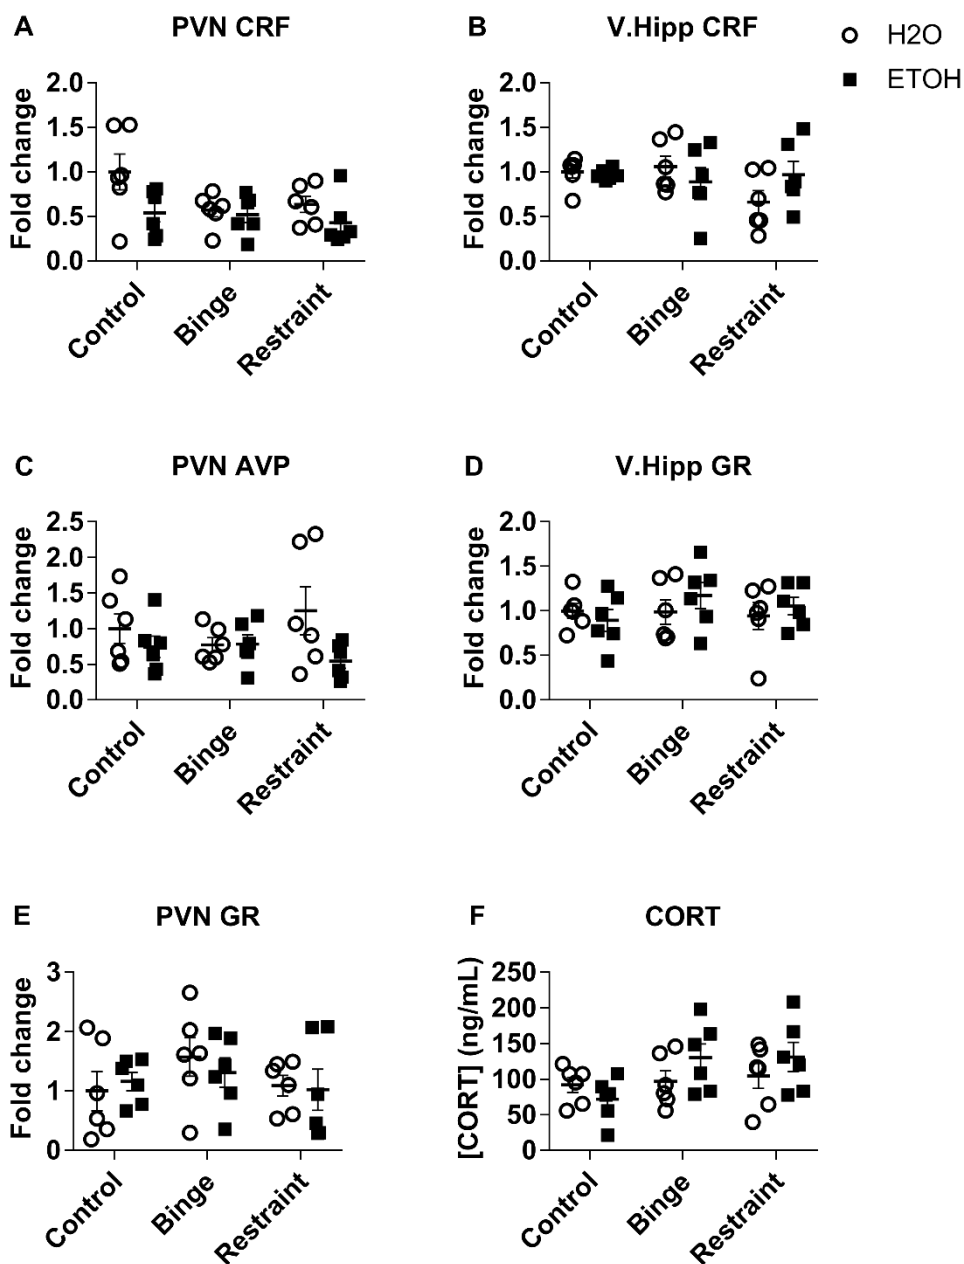 A PVN CRF
Fold change
2.0
1.5
1.0
0.5
0.0
Control
Binge
Restraint
B V.Hipp CRF
Fold change
2.0
1.5
1.0
0.5
0.0
Control
Binge
Restraint
H2O
ETOH
C PVN AVP
Fold change
2.5
2.0
1.5
1.0
0.5
0.0
Control
Binge
Restraint
D V.Hipp GR
Fold change
2.0
1.5
1.0
0.5
0.0
Control
Binge
Restraint
E PVN GR
Fold change
3
2
1
0
Control
Binge
Restraint
F CORT
[CORT] (ng/mL)
250
200
150
100
50
0
Control
Binge
Restraint